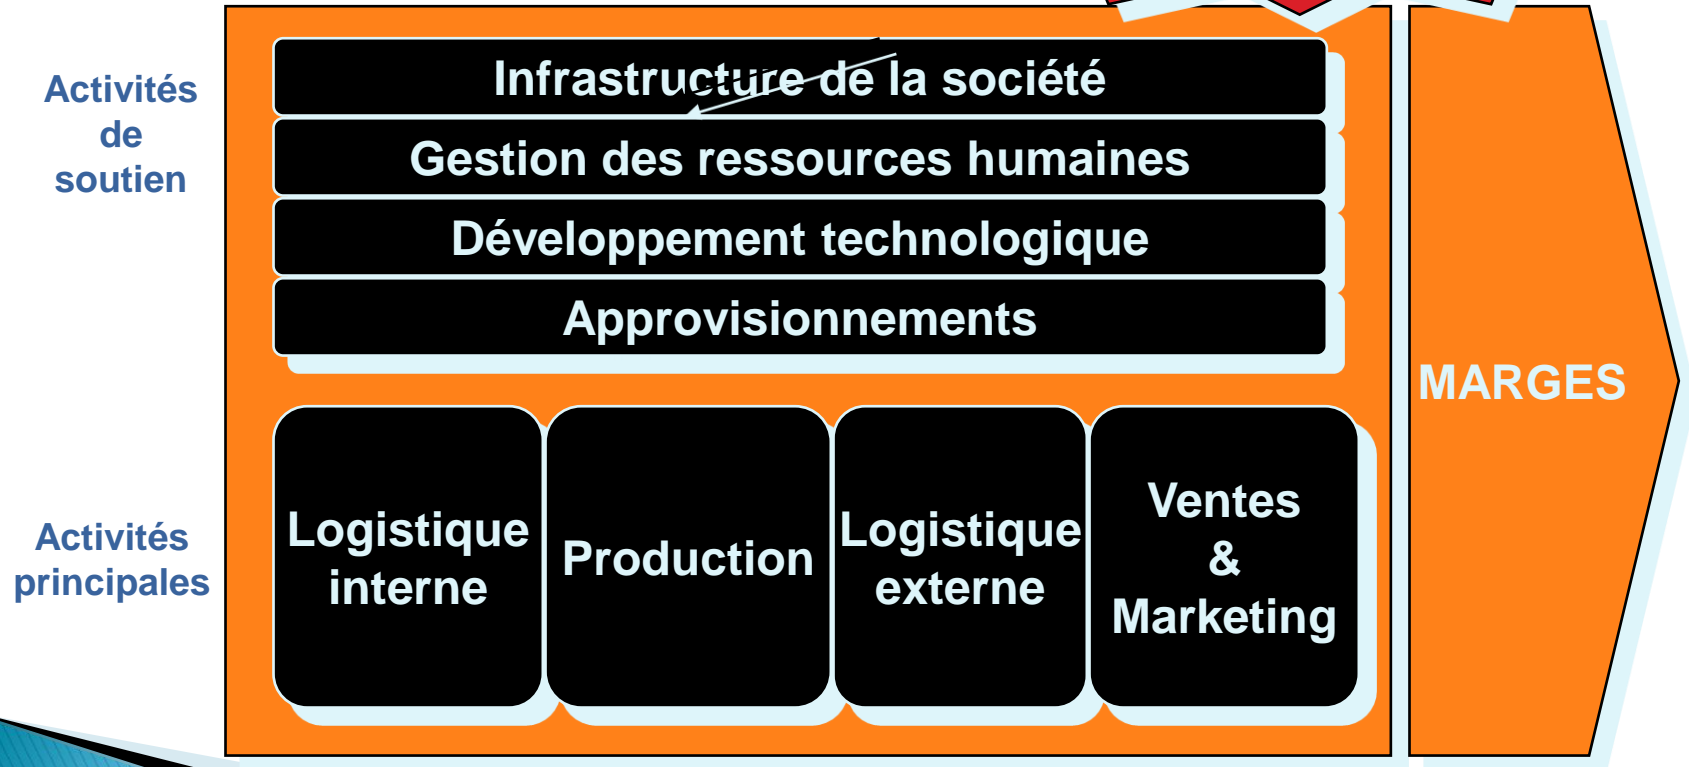 Activités
de
soutien
Infrastructure de la société
Gestion des ressources humaines
Développement technologique
Approvisionnements
MARGES
Activités
principales
Logistique
interne
Production
Logistique
externe
Ventes
&
Marketing